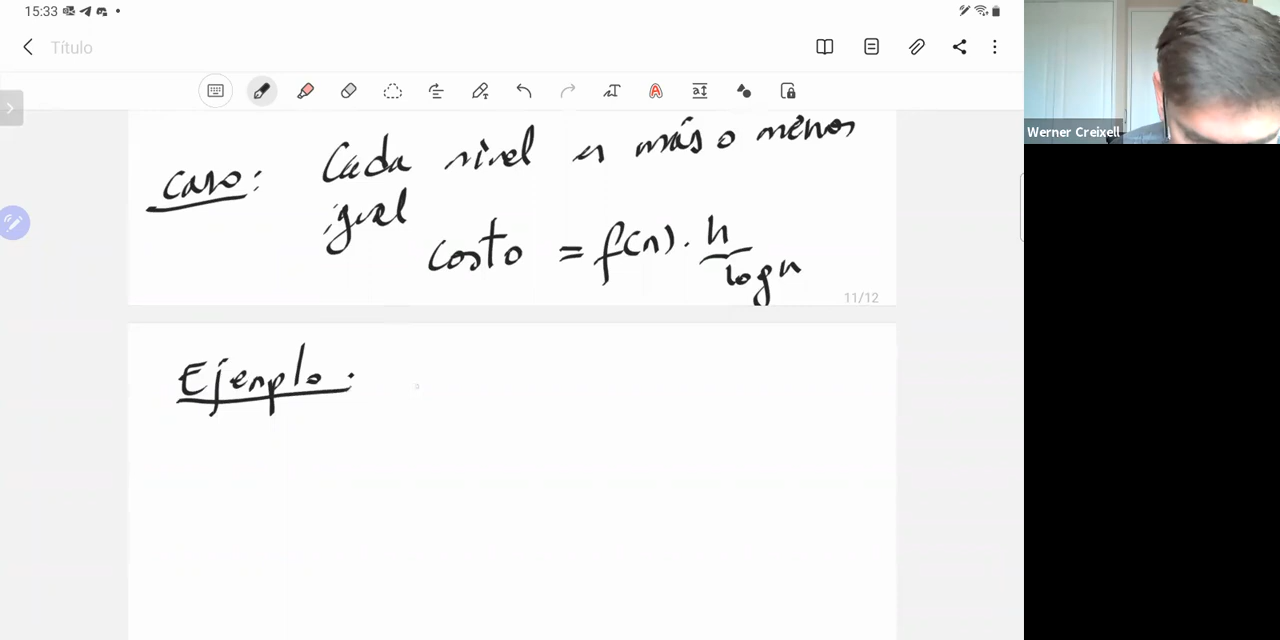 15:33
Título
Caso: Cada nivel es más o menos
igual
Costo = f(n) · h
log n
11/12
Ejemplo:
Werner Creixell